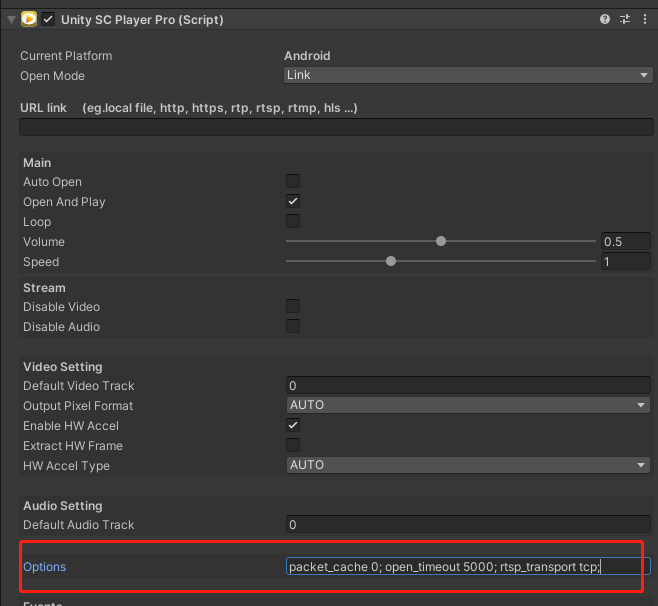 Unity SC Player Pro (Script)
Current Platform Android
Open Mode Link
URL link (eg.local file, http, https, rtp, rtsp, rtmp, hls ...)
Main
Auto Open
Open And Play
Loop
Volume 0.5
Speed 1
Stream
Disable Video
Disable Audio
Video Setting
Default Video Track 0
Output Pixel Format AUTO
Enable HW Accel
Extract HW Frame
HW Accel Type AUTO
Audio Setting
Default Audio Track 0
Options packet_cache 0; open_timeout 5000; rtsp_transport tcp;
Events